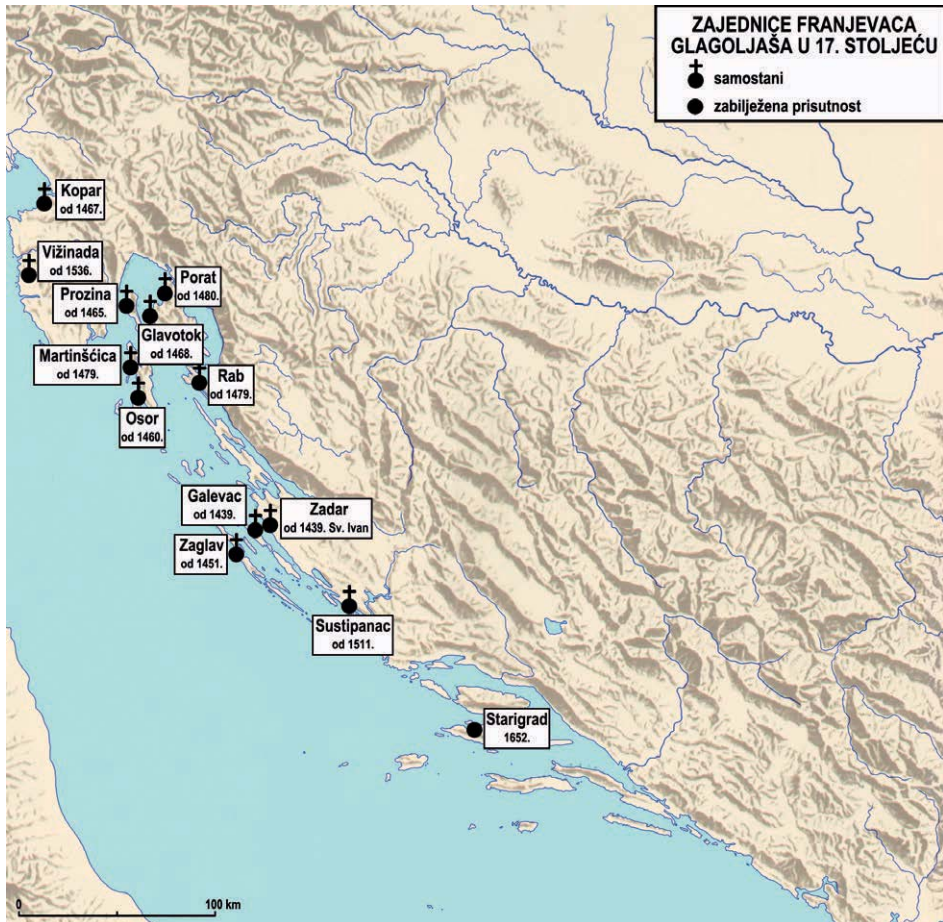 ZAJEDNICE FRANJEVACA
GLAGOLJAŠA U 17. STOLJEĆU
samostani
zabilježena prisutnost
Kopar
od 1467.
Vižinada
od 1536.
Prozina
od 1465.
Porat
od 1480.
Glavotok
od 1468.
Martinšćica
od 1479.
Rab
od 1479.
Osor
od 1460.
Galevac
od 1439.
Zadar
od 1439. Sv. Ivan
Zaglav
od 1451.
Sustipanac
od 1511.
Starigrad
1652.
0
100 km